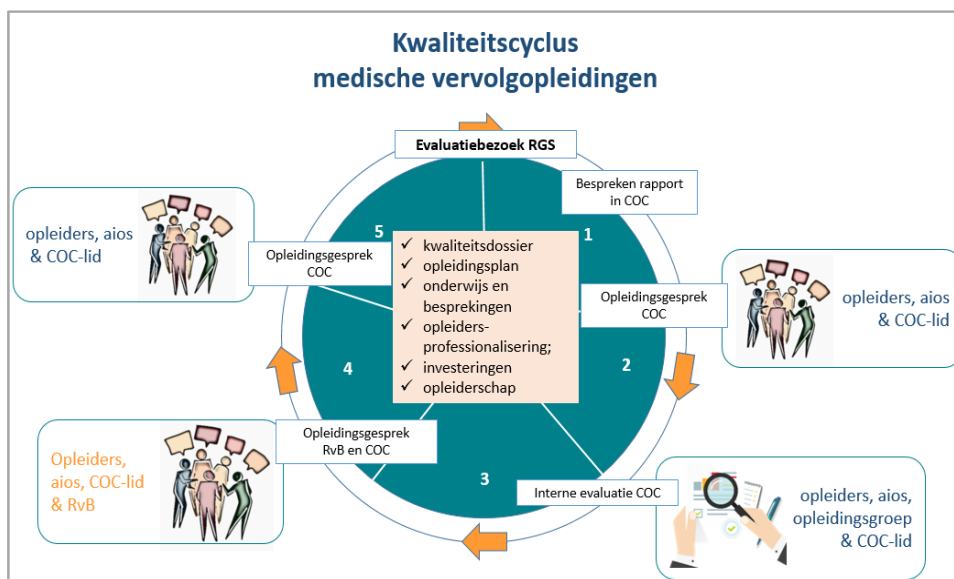 Kwaliteitscyclus
medische vervolgopleidingen
Evaluatiebezoek RGS
Bespreken rapport
in COC
1
opleiders, aios
& COC-lid
5
Opleidingsgesprek
COC
✓ kwaliteitsdossier
✓ opleidingsplan
✓ onderwijs en
besprekingen
✓ opleiders-
professionalisering;
✓ investeringen
✓ opleiderschap
Opleidingsgesprek
COC
opleiders, aios
& COC-lid
2
4
Opleiders,
aios, COC-lid
& RvB
Opleidingsgesprek
RvB en COC
3
Interne evaluatie COC
opleiders, aios,
opleidingsgroep
& COC-lid